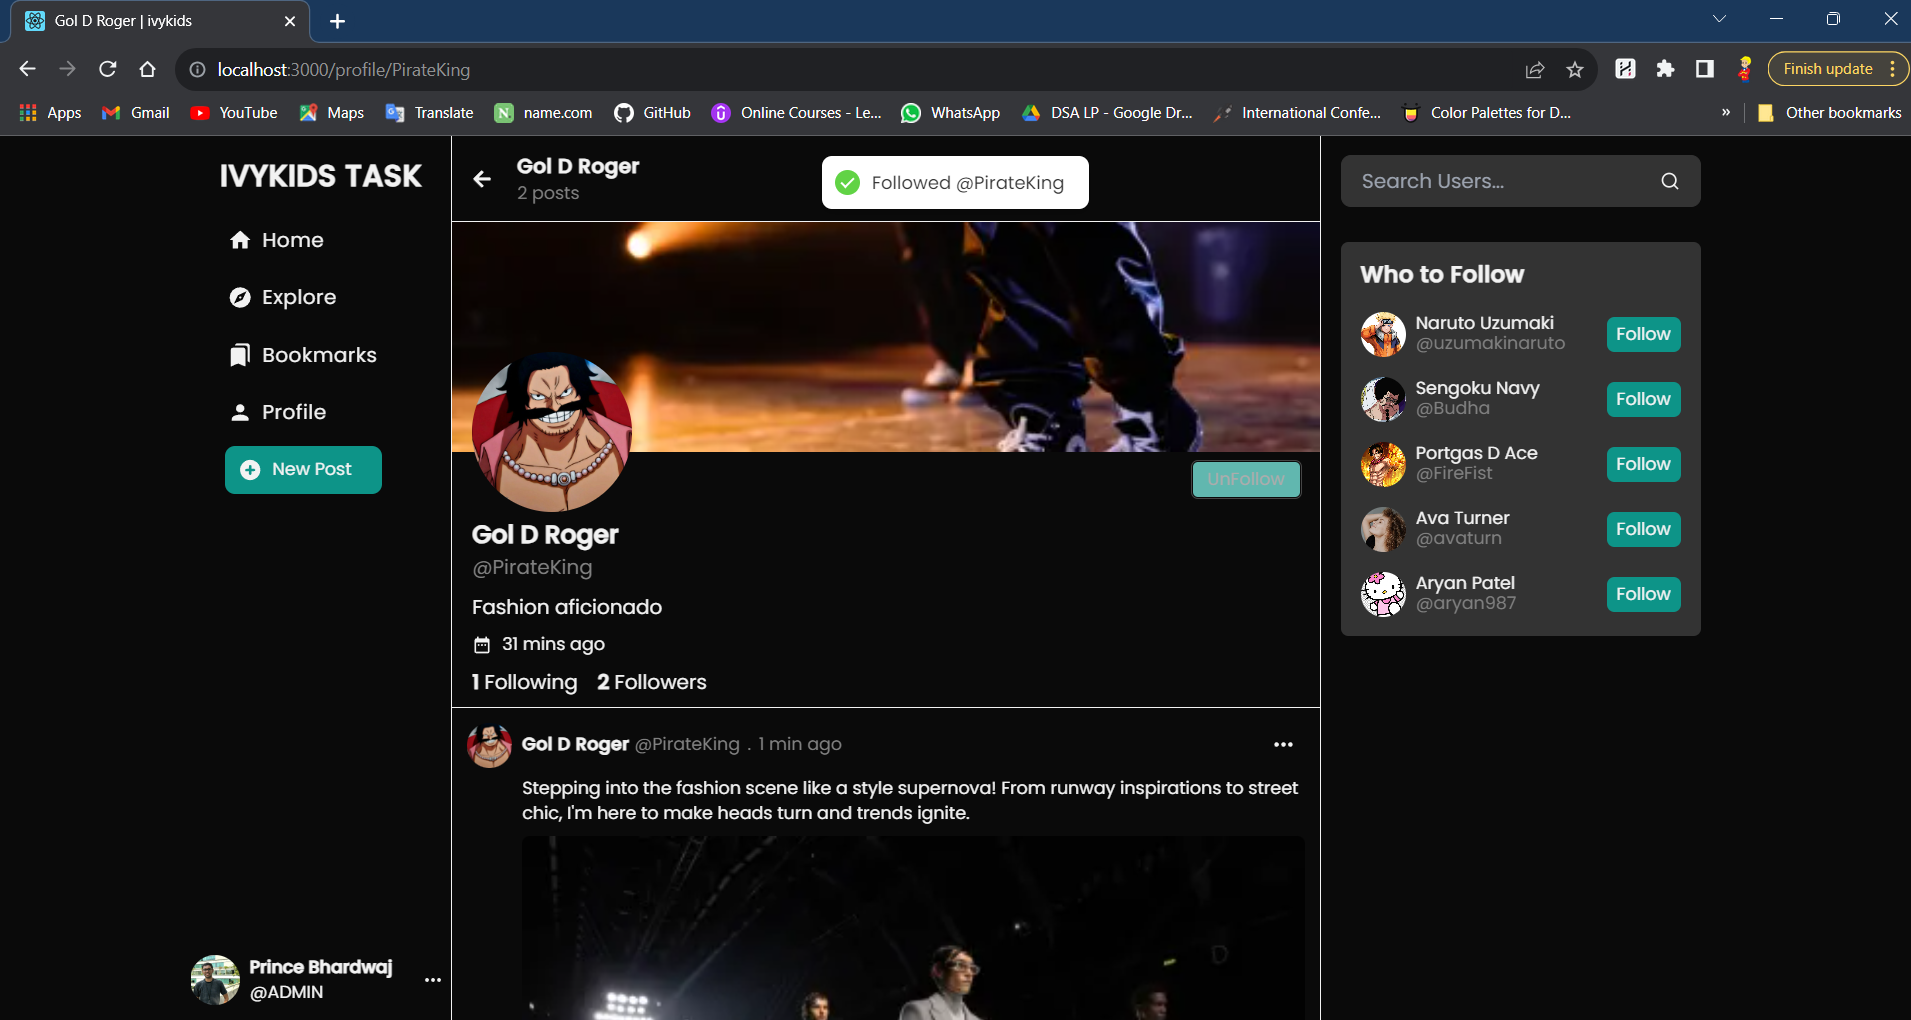 Gol D Roger | ivykids
localhost:3000/profile/PirateKing
Finish update
Apps
Gmail
YouTube
Maps
Translate
name.com
GitHub
Online Courses - Le...
WhatsApp
DSA LP - Google Dr...
International Confe...
Color Palettes for D...
»
Other bookmarks
IVYKIDS TASK
Home
Explore
Bookmarks
Profile
New Post
Prince Bhardwaj
@ADMIN
Gol D Roger
2 posts
Followed @PirateKing
UnFollow
Gol D Roger
@PirateKing
Fashion aficionado
31 mins ago
1 Following 2 Followers
Gol D Roger @PirateKing . 1 min ago
Stepping into the fashion scene like a style supernova! From runway inspirations to street
chic, I'm here to make heads turn and trends ignite.
Search Users...
Who to Follow
Naruto Uzumaki
@uzumakinaruto
Follow
Sengoku Navy
@Budha
Follow
Portgas D Ace
@FireFist
Follow
Ava Turner
@avaturn
Follow
Aryan Patel
@aryan987
Follow